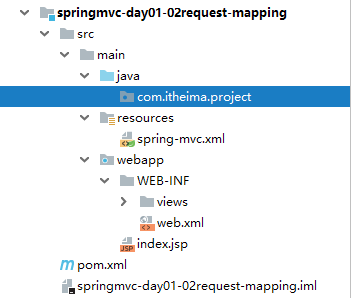 springmvc-day01-02request-mapping
src
main
java
com.itheima.project
resources
spring-mvc.xml
webapp
WEB-INF
views
web.xml
index.jsp
pom.xml
springmvc-day01-02request-mapping.iml